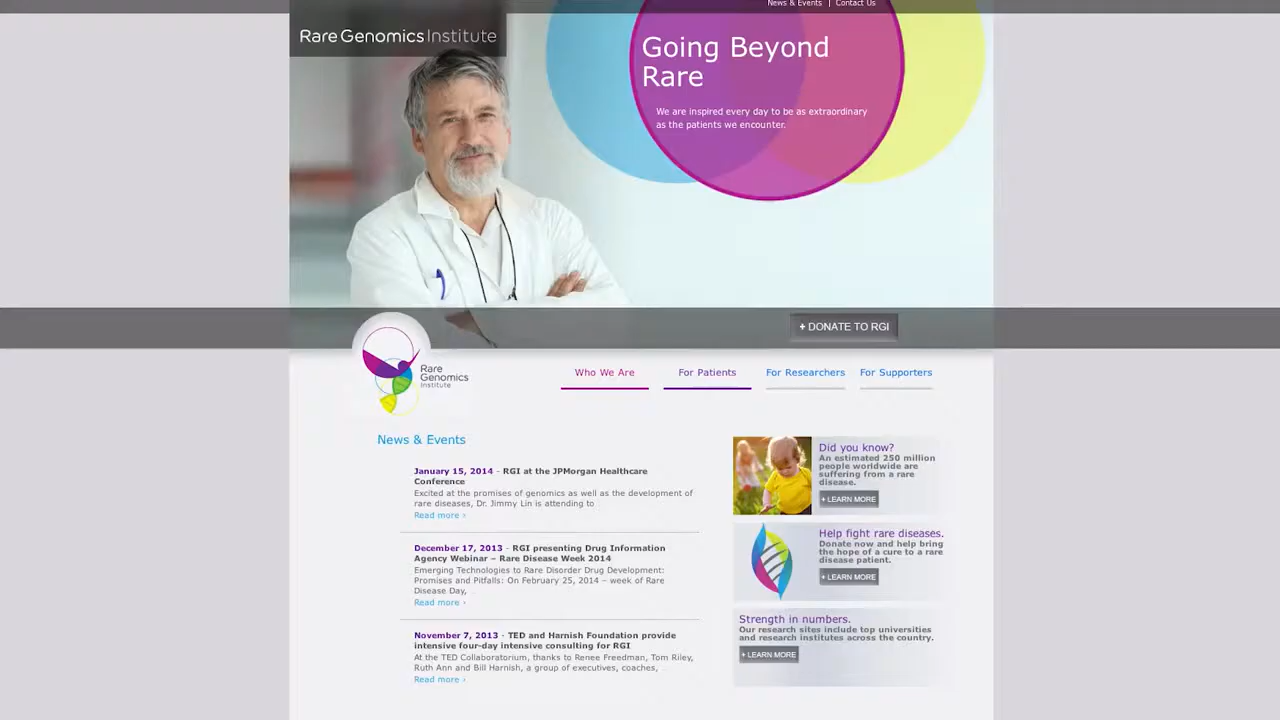 News & Events | Contact Us
Rare Genomics Institute
Going Beyond
Rare
We are inspired every day to be as extraordinary
as the patients we encounter.
+ DONATE TO RGI
Rare
Genomics
Institute
Who We Are
For Patients
For Researchers
For Supporters
News & Events
January 15, 2014 - RGI at the JPMorgan Healthcare
Conference
Excited at the promises of genomics as well as the development of
rare diseases, Dr. Jimmy Lin is attending to
Read more ›
December 17, 2013 - RGI presenting Drug Information
Agency Webinar – Rare Disease Week 2014
Emerging Technologies to Rare Disorder Drug Development:
Promises and Pitfalls: On February 25, 2014 – week of Rare
Disease Day,
Read more ›
November 7, 2013 - TED and Harnish Foundation provide
intensive four-day intensive consulting for RGI
At the TED Collaboratorium, thanks to Renee Freedman, Tom Riley,
Ruth Ann and Bill Harnish, a group of executives, coaches,
Read more ›
Did you know?
An estimated 250 million
people worldwide are
suffering from a rare
disease.
+ LEARN MORE
Help fight rare diseases.
Donate now and help bring
the hope of a cure to a rare
disease patient.
+ LEARN MORE
Strength in numbers.
Our research sites include top universities
and research institutes across the country.
+ LEARN MORE